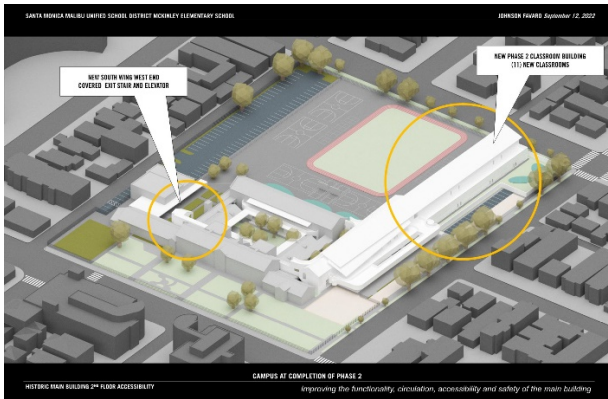 SANTA MONICA MALIBU UNIFIED SCHOOL DISTRICT MCKINLEY ELEMENTARY SCHOOL
JOHNSON FAVARO September 12, 2022
NEW SOUTH WING WEST END
COVERED EXIT STAIR AND ELEVATOR
NEW PHASE 2 CLASSROOM BUILDING
(11) NEW CLASSROOMS
CAMPUS AT COMPLETION OF PHASE 2
HISTORIC MAIN BUILDING 2ND FLOOR ACCESSIBILITY
Improving the functionality, circulation, accessibility and safety of the main building